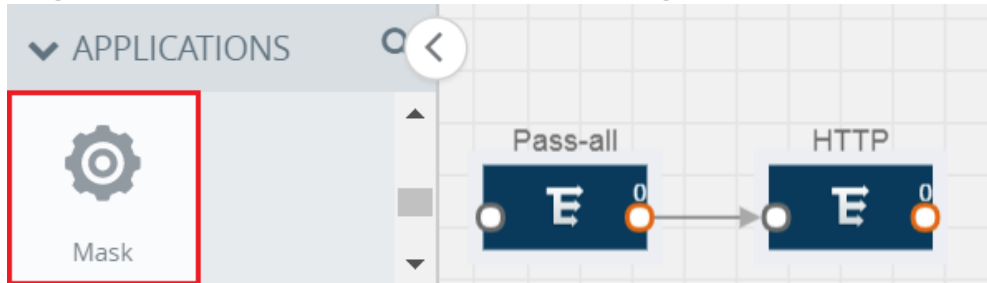 APPLICATIONS
Mask
Pass-all
HTTP
0
0